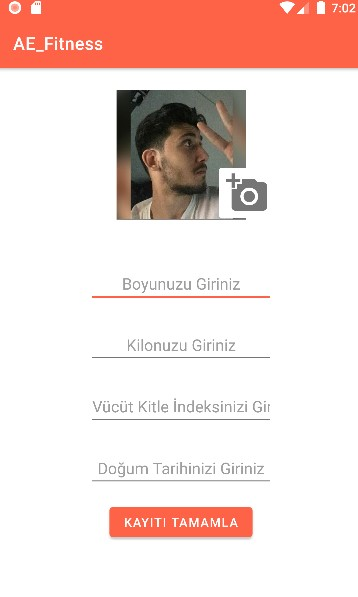 7:02
AE_Fitness
Boyunuzu Giriniz
Kilonuzu Giriniz
Vücüt Kitle İndeksinizi Gir
Doğum Tarihinizi Giriniz
KAYITI TAMAMLA